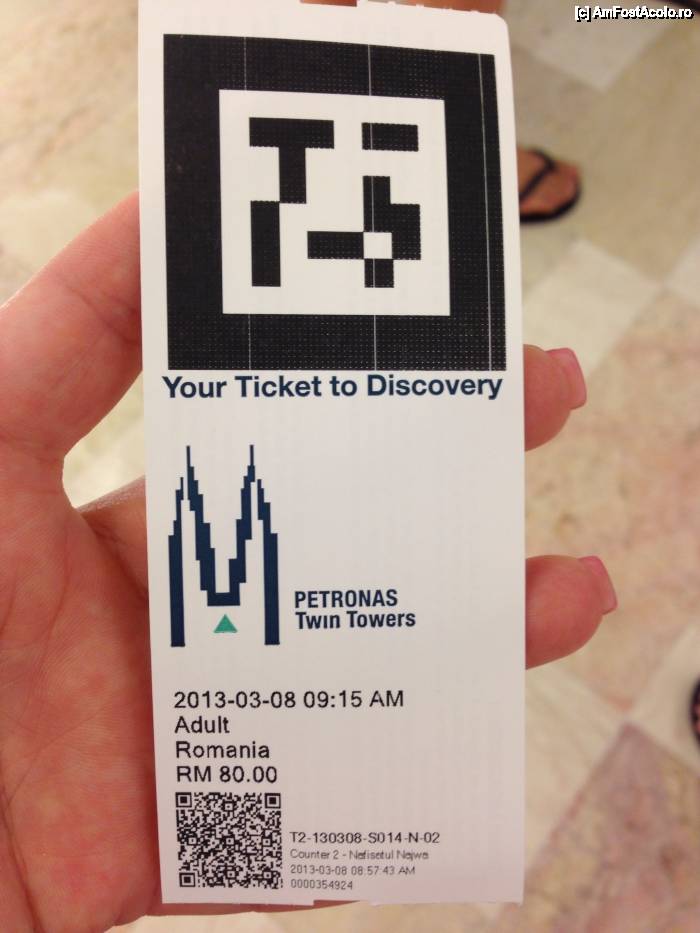 [c] AmFostAcolo.ro
Your Ticket to Discovery
PETRONAS
Twin Towers
2013-03-08 09:15 AM
Adult
Romania
RM 80.00
T2-130308-S014-N-02
Counter 2 - Nafisatul Najwa
2013-03-08 08:57:43 AM
0000354924